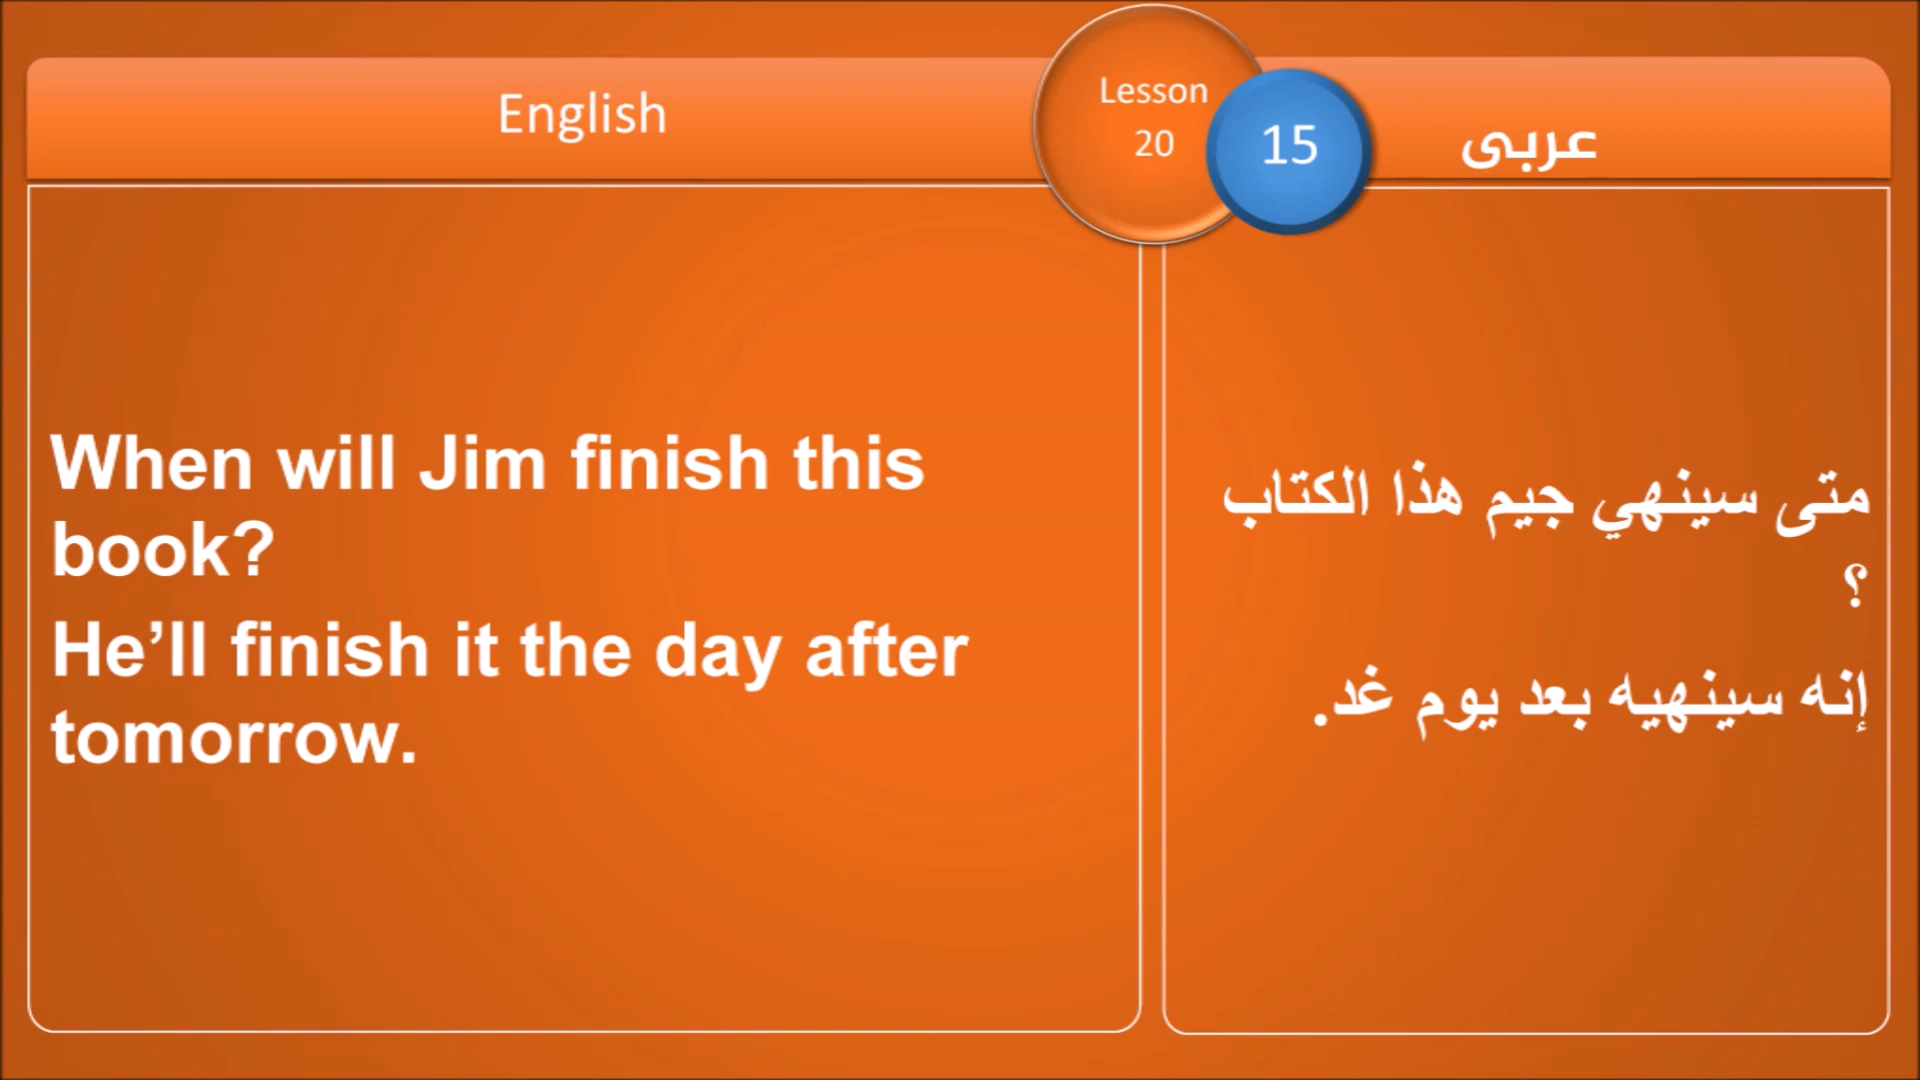 English
Lesson
20
15
عربى
When will Jim finish this
book?
He’ll finish it the day after
tomorrow.
متى سينهي جيم هذا الكتاب
؟
إنه سينهيه بعد يوم غد.